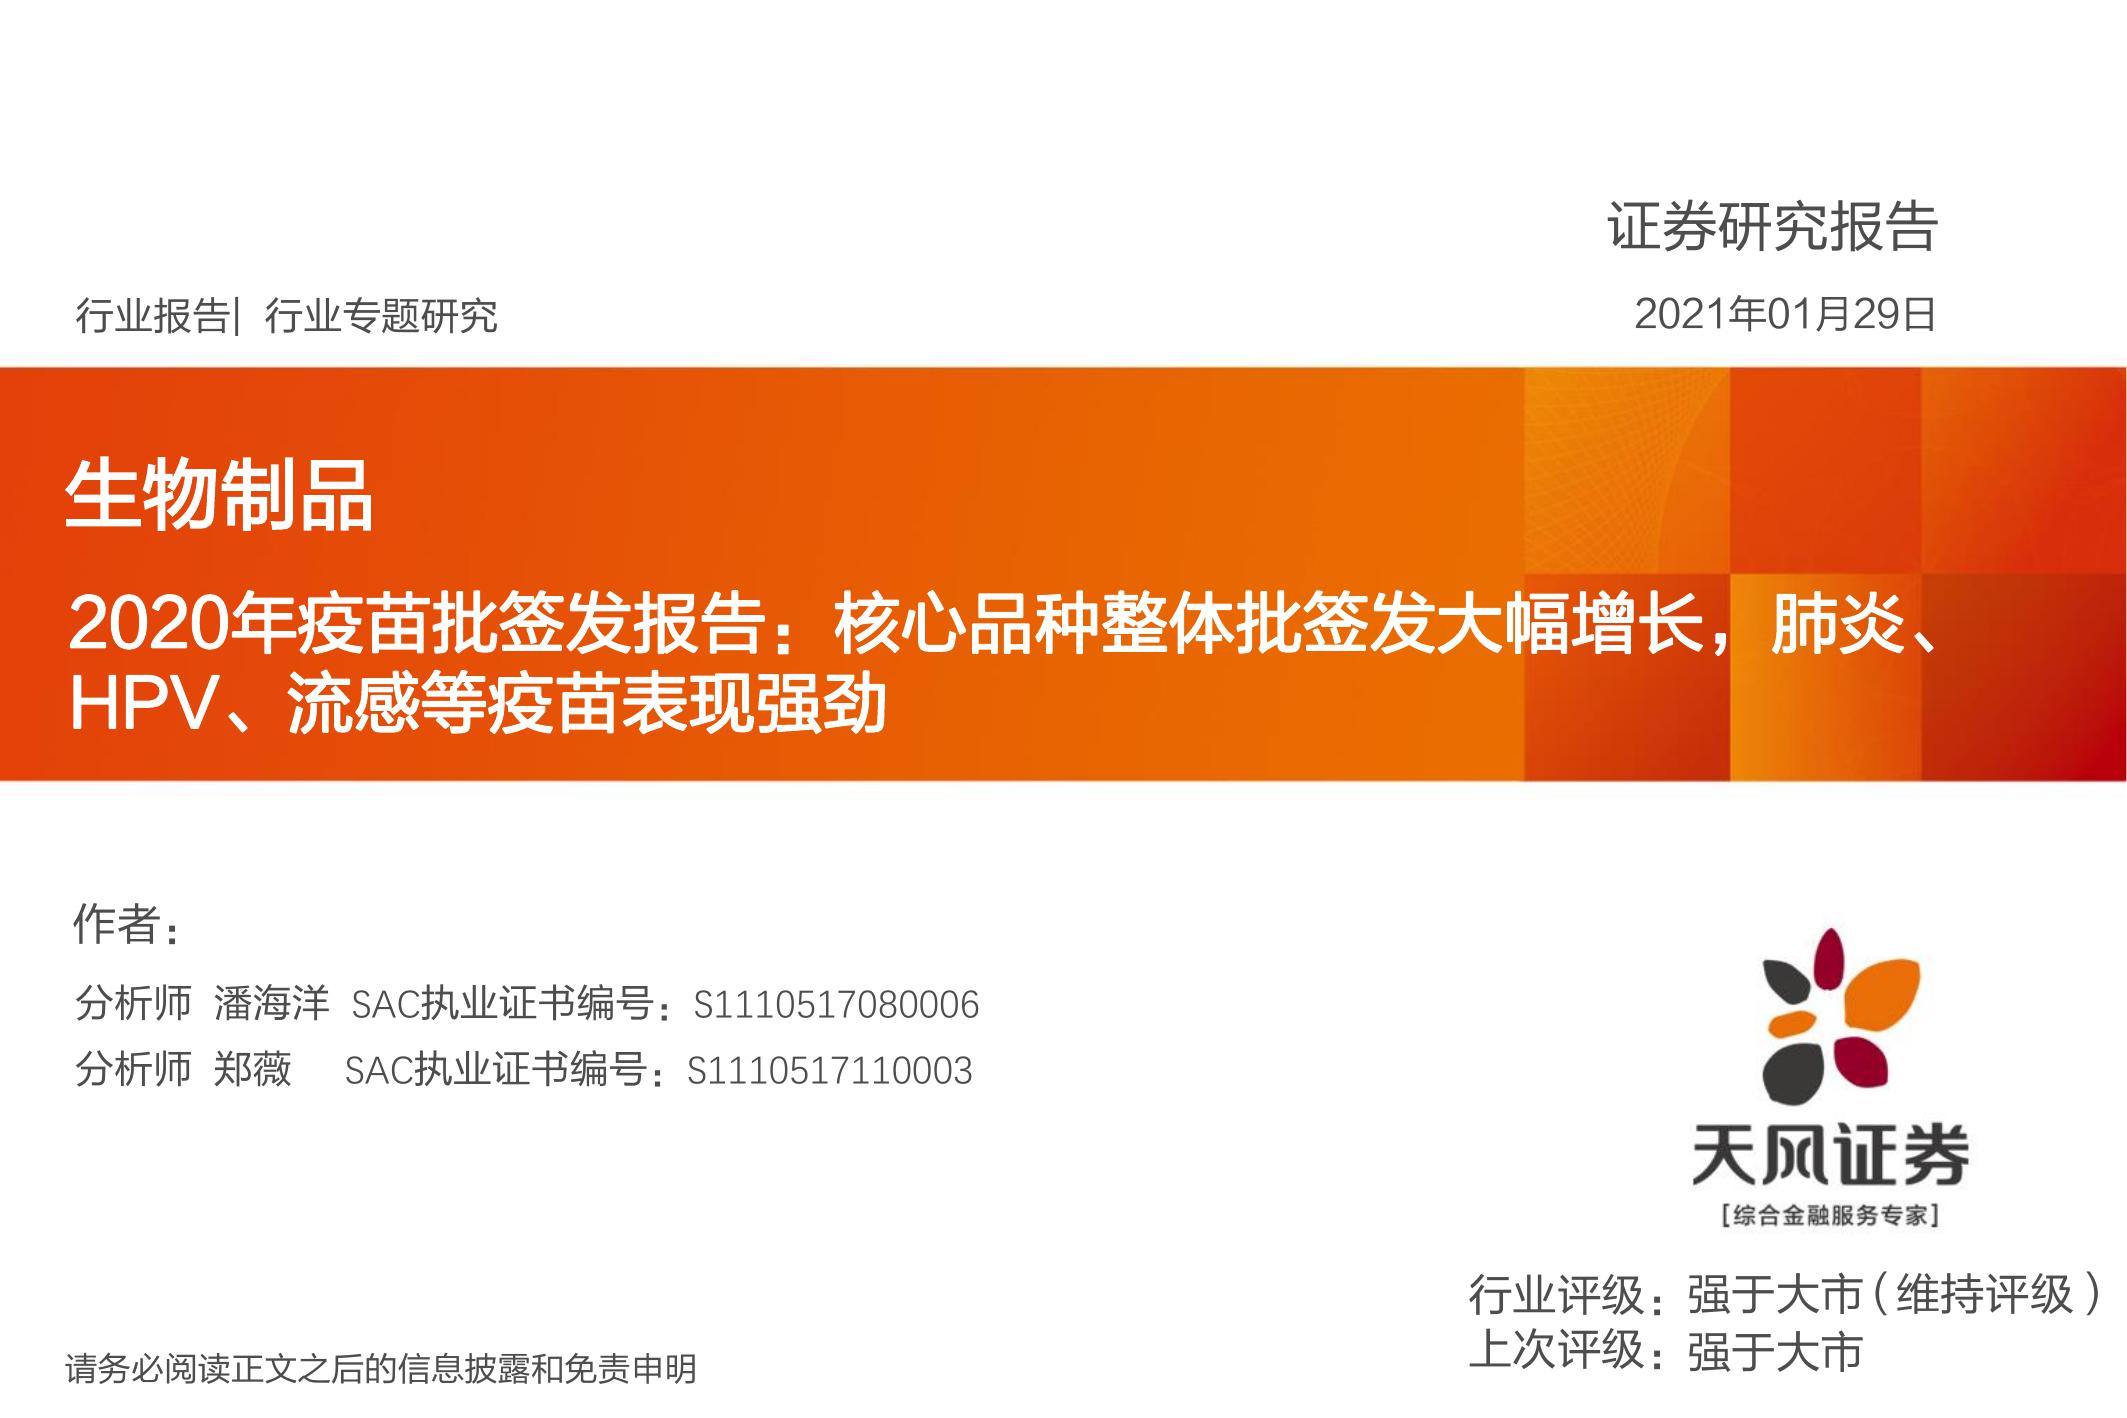 证券研究报告
行业报告| 行业专题研究
2021年01月29日
生物制品
2020年疫苗批签发报告：核心品种整体批签发大幅增长，肺炎、
HPV、流感等疫苗表现强劲
作者：
分析师 潘海洋 SAC执业证书编号：S1110517080006
分析师 郑薇 SAC执业证书编号：S1110517110003
天风证券
[综合金融服务专家]
行业评级：强于大市（维持评级）
上次评级：强于大市
请务必阅读正文之后的信息披露和免责申明